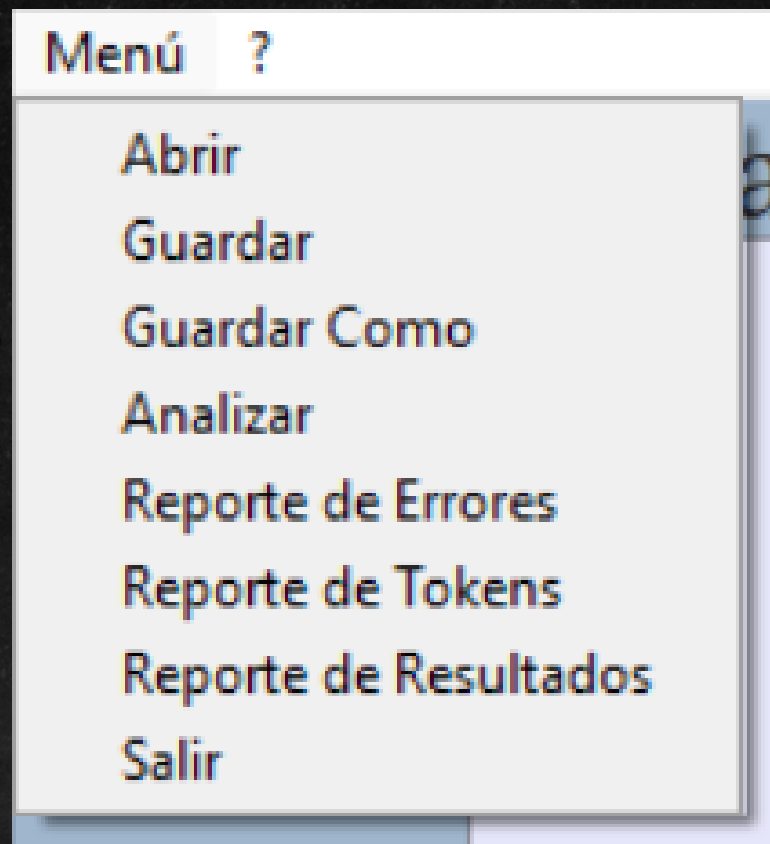 Menú ?
Abrir
Guardar
Guardar Como
Analizar
Reporte de Errores
Reporte de Tokens
Reporte de Resultados
Salir